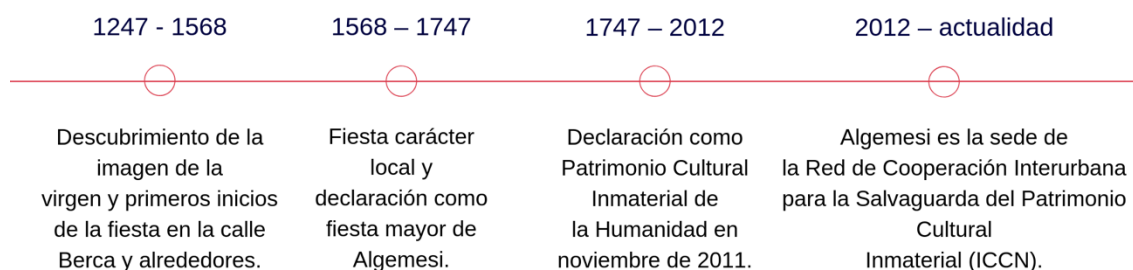 1247 - 1568
Descubrimiento de la
imagen de la
virgen y primeros inicios
de la fiesta en la calle
Berca y alrededores.
1568 – 1747
Fiesta carácter
local y
declaración como
fiesta mayor de
Algemesi.
1747 – 2012
Declaración como
Patrimonio Cultural
Inmaterial de
la Humanidad en
noviembre de 2011.
2012 – actualidad
Algemesi es la sede de
la Red de Cooperación Interurbana
para la Salvaguarda del Patrimonio
Cultural
Inmaterial (ICCN).